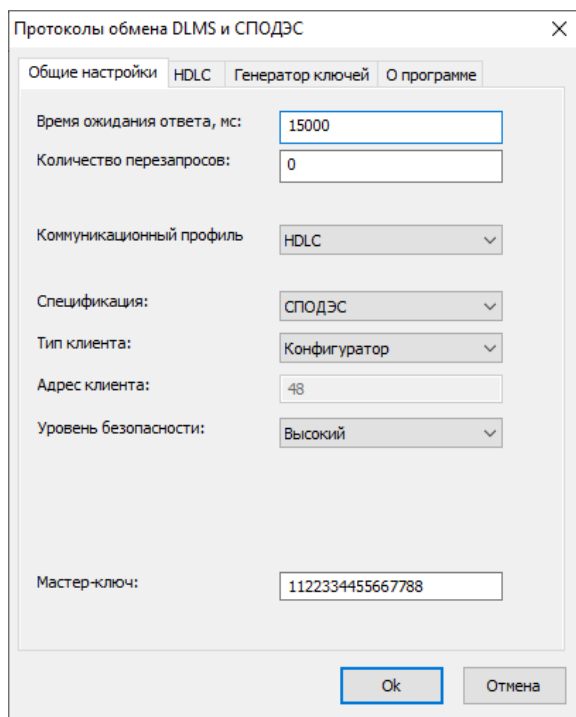 Протоколы обмена DLMS и СПОДЭС
Общие настройки HDLC Генератор ключей О программе
Время ожидания ответа, мс: 15000
Количество перезапросов: 0
Коммуникационный профиль HDLC
Спецификация: СПОДЭС
Тип клиента: Конфигуратор
Адрес клиента: 48
Уровень безопасности: Высокий
Мастер-ключ: 1122334455667788
Ok Отмена